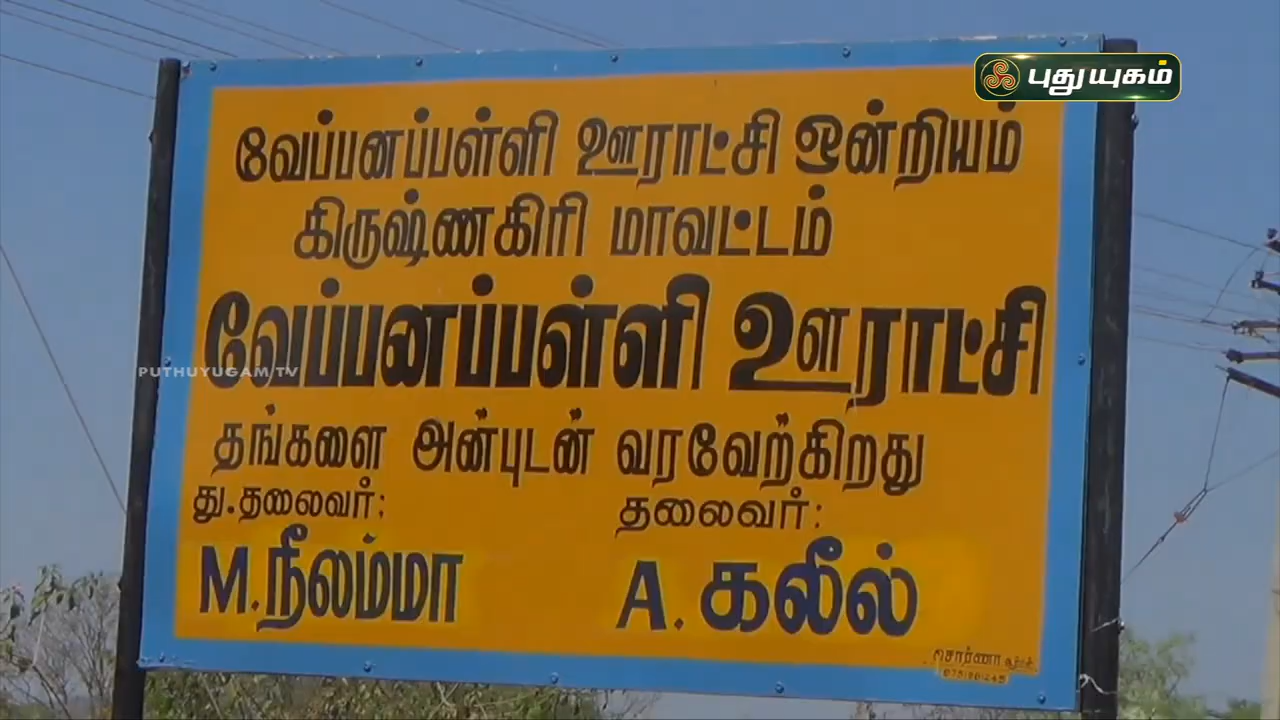 புதுயுகம்
வேப்பனப்பள்ளி ஊராட்சி ஒன்றியம்
கிருஷ்ணகிரி மாவட்டம்
வேப்பனப்பள்ளி ஊராட்சி
PUTHUYUGAM TV
தங்களை அன்புடன் வரவேற்கிறது
து.தலைவர்; தலைவர்:
M.நீலம்மா A.கலீல்
சொர்ணா